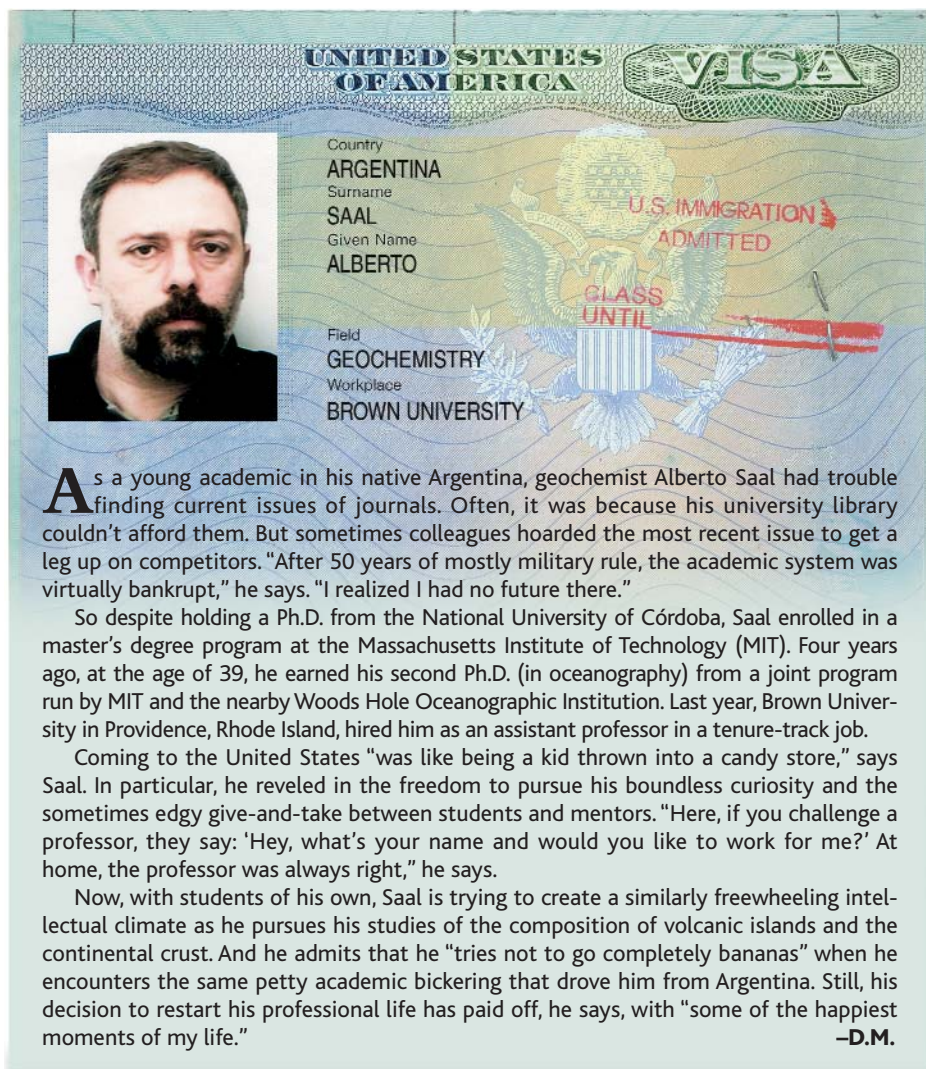 UNITED STATES
OF AMERICA
VISA
Country
ARGENTINA
Surname
SAAL
Given Name
ALBERTO
U.S. IMMIGRATION
ADMITTED
CLASS
UNTIL
Field
GEOCHEMISTRY
Workplace
BROWN UNIVERSITY
As a young academic in his native Argentina, geochemist Alberto Saal had trouble
finding current issues of journals. Often, it was because his university library
couldn’t afford them. But sometimes colleagues hoarded the most recent issue to get a
leg up on competitors. “After 50 years of mostly military rule, the academic system was
virtually bankrupt,” he says. “I realized I had no future there.”
So despite holding a Ph.D. from the National University of Córdoba, Saal enrolled in a
master’s degree program at the Massachusetts Institute of Technology (MIT). Four years
ago, at the age of 39, he earned his second Ph.D. (in oceanography) from a joint program
run by MIT and the nearby Woods Hole Oceanographic Institution. Last year, Brown Univer-
sity in Providence, Rhode Island, hired him as an assistant professor in a tenure-track job.
Coming to the United States “was like being a kid thrown into a candy store,” says
Saal. In particular, he reveled in the freedom to pursue his boundless curiosity and the
sometimes edgy give-and-take between students and mentors. “Here, if you challenge a
professor, they say: ‘Hey, what’s your name and would you like to work for me?’ At
home, the professor was always right,” he says.
Now, with students of his own, Saal is trying to create a similarly freewheeling intel-
lectual climate as he pursues his studies of the composition of volcanic islands and the
continental crust. And he admits that he “tries not to go completely bananas” when he
encounters the same petty academic bickering that drove him from Argentina. Still, his
decision to restart his professional life has paid off, he says, with “some of the happiest
moments of my life.” –D.M.